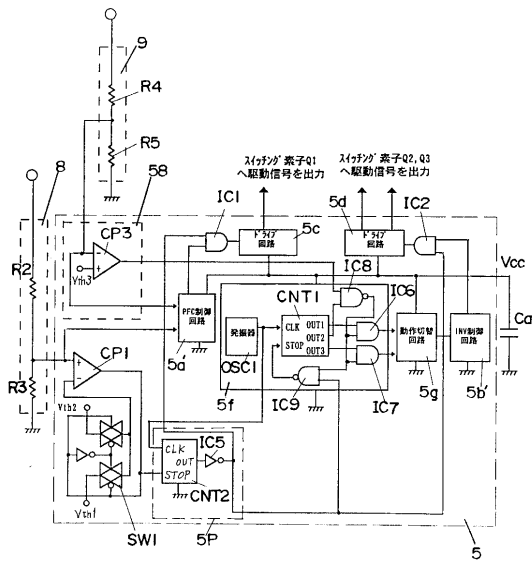 9
R4
R5
8
58
スイッチング 素子Q1
へ駆動信号を出力
スイッチング 素子Q2,Q3
へ駆動信号を出力
IC1
5c
5d
IC2
CP3
ドライブ
回路
ドライブ
回路
Vcc
R2
Vth3
IC8
CNT1
IC6
PFC制御
回路
発振器
CLK OUT1
OUT2
STOP OUT3
動作切替
回路
INV制御
回路
Ca
5a'
OSC1
CP1
R3
5f
IC9
IC7
5g
5b'
Vth2
CLK
OUT
STOP
IC5
CNT2
Vth1
SW1
5P
5